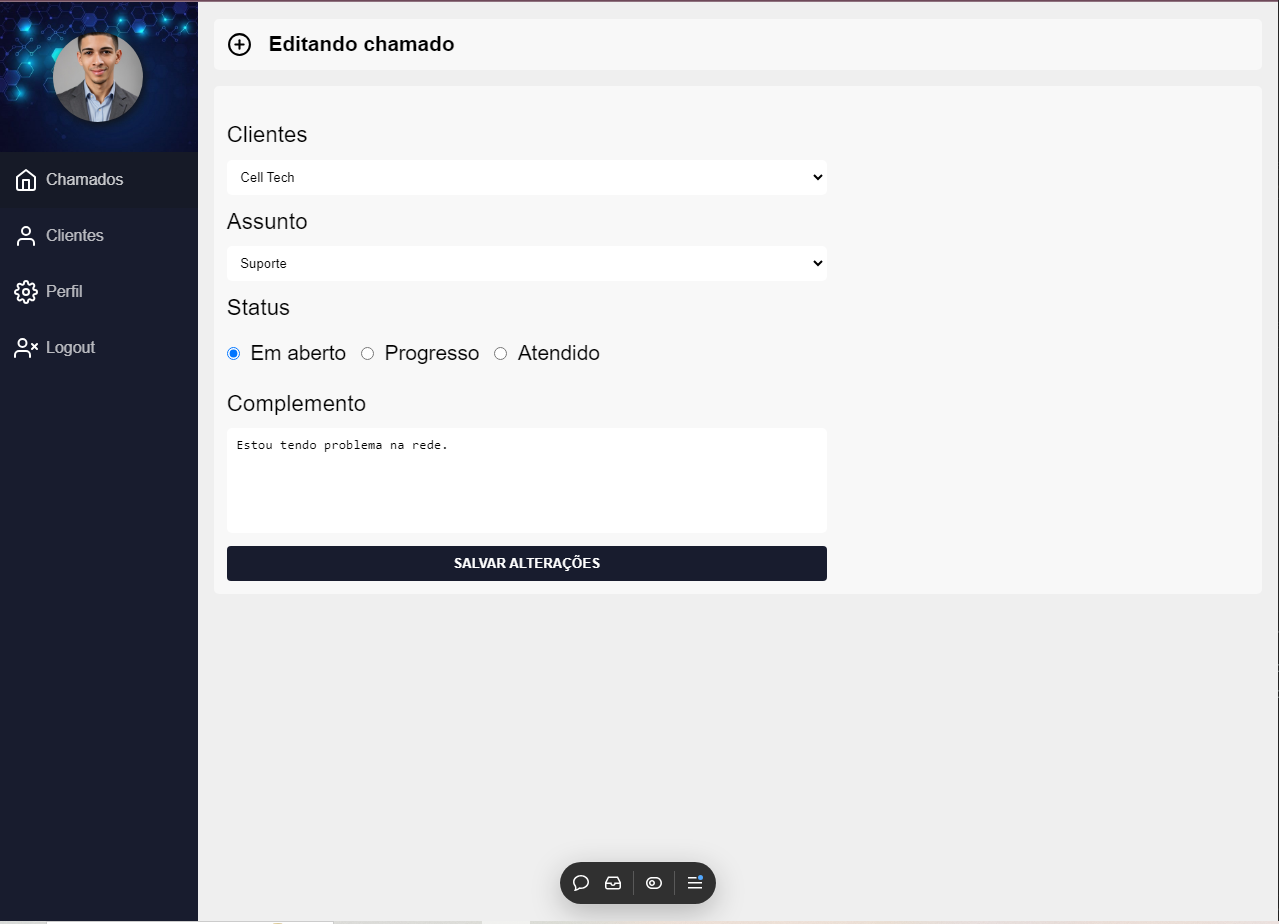 Editando chamado
Chamados
Clientes
Perfil
Logout
Clientes
Cell Tech
Assunto
Suporte
Status
Em aberto Progresso Atendido
Complemento
Estou tendo problema na rede.
SALVAR ALTERAÇÕES